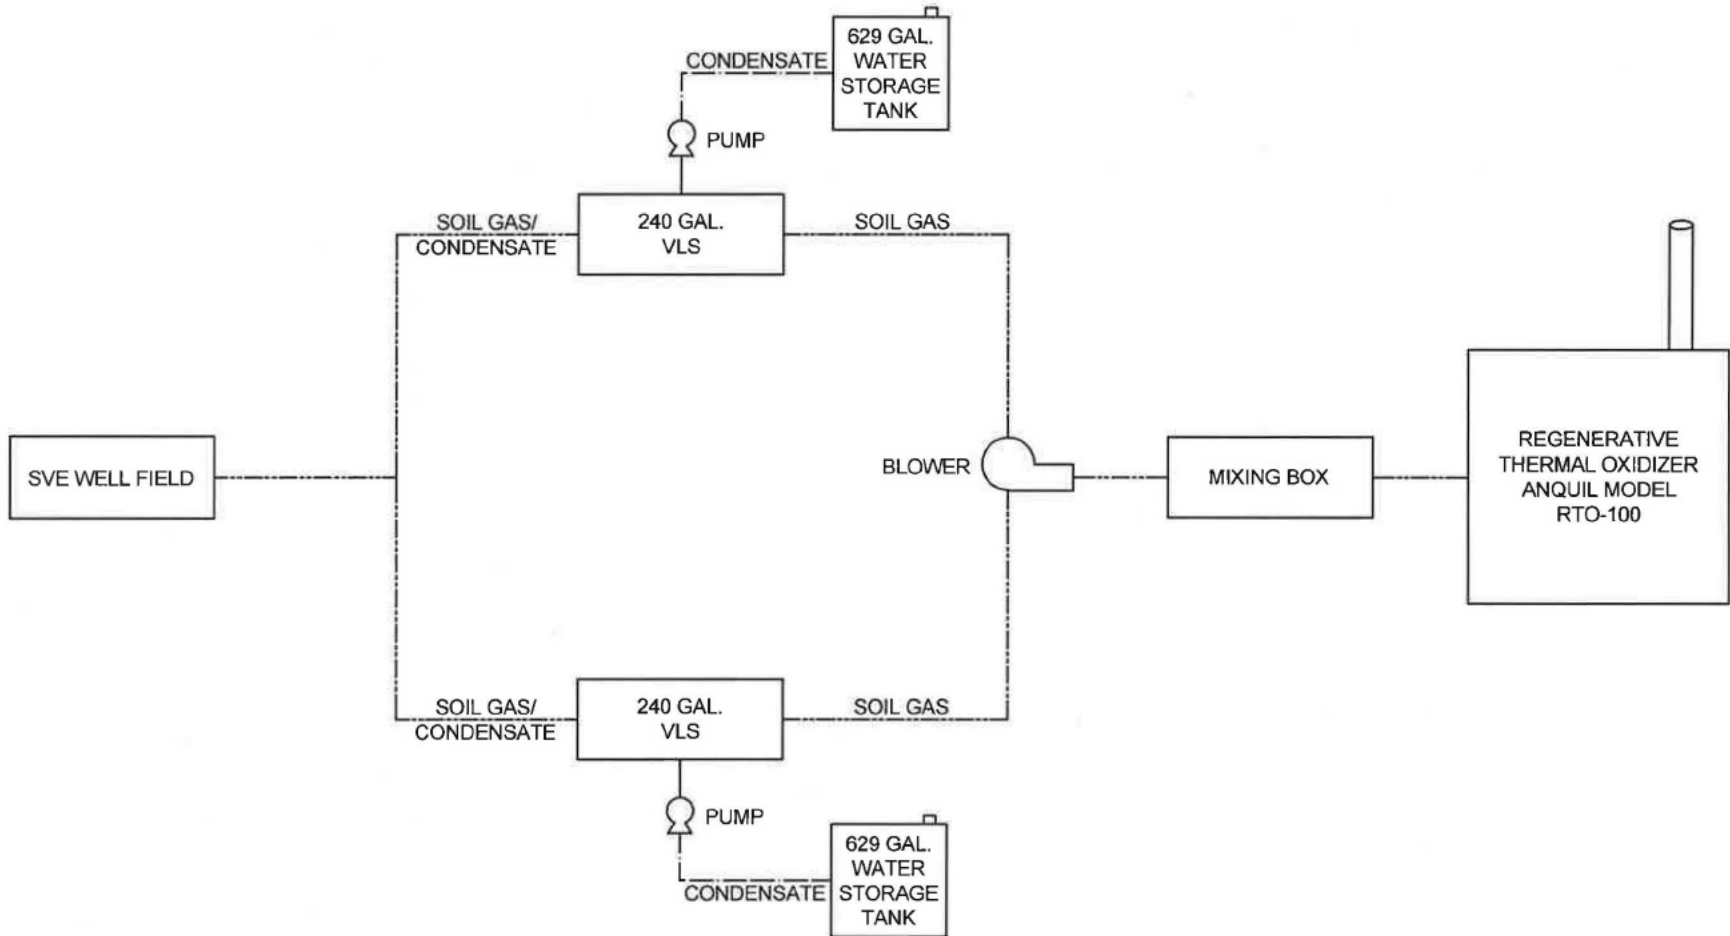 629 GAL.
WATER
STORAGE
TANK
CONDENSATE
PUMP
SOIL GAS/
CONDENSATE
240 GAL.
VLS
SOIL GAS
SVE WELL FIELD
BLOWER
MIXING BOX
REGENERATIVE
THERMAL OXIDIZER
ANQUIL MODEL
RTO-100
SOIL GAS/
CONDENSATE
240 GAL.
VLS
SOIL GAS
PUMP
CONDENSATE
629 GAL.
WATER
STORAGE
TANK